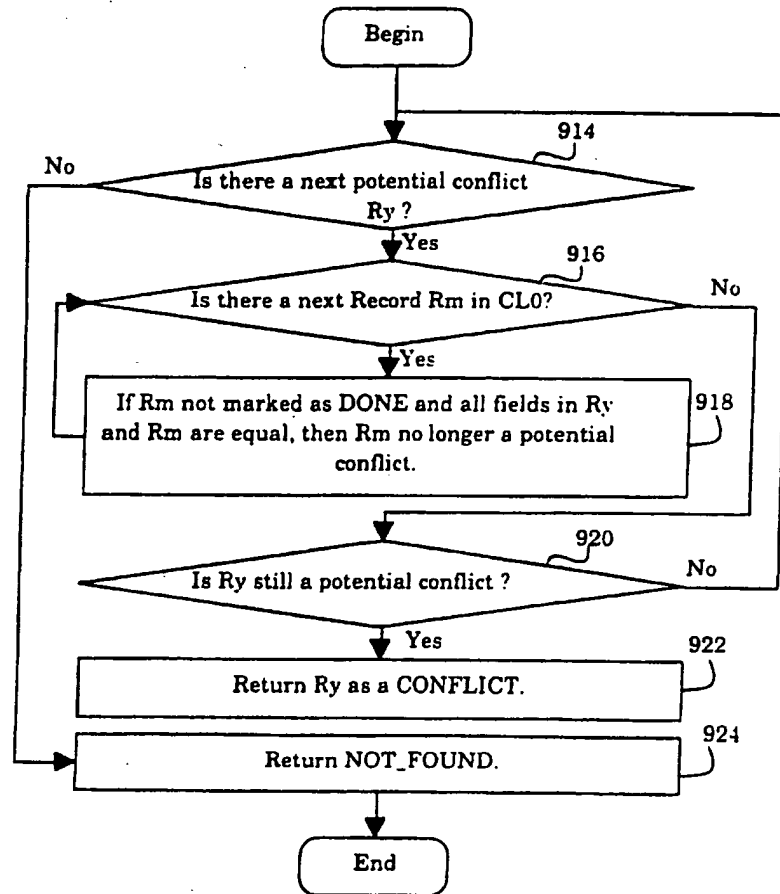 Begin
914
No
Is there a next potential conflict
Ry ?
Yes
916
Is there a next Record Rm in CL0?
No
Yes
If Rm not marked as DONE and all fields in Ry
and Rm are equal, then Rm no longer a potential
conflict.
918
920
Is Ry still a potential conflict ?
No
Yes
922
Return Ry as a CONFLICT.
924
Return NOT_FOUND.
End